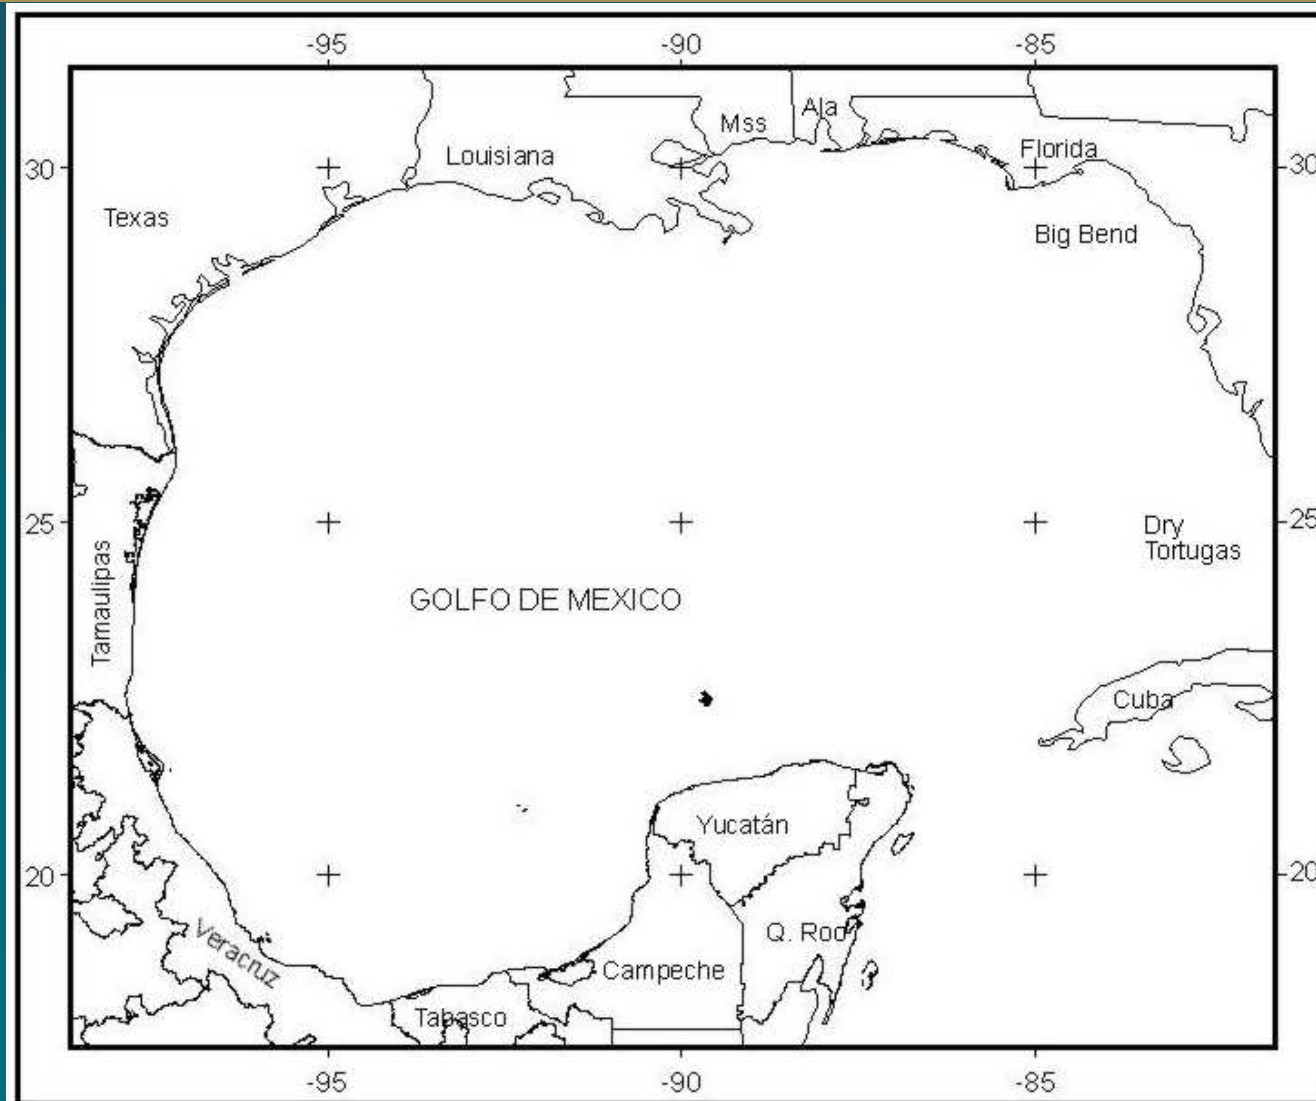 -95 -90 -85
Mss Ala
Louisiana Florida
30 30
Texas
Big Bend
25 25
Dry
Tortugas
Tamaulipas
GOLFO DE MEXICO
Cuba
Yucatán
20 20
Veracruz
Q. Roo
Campeche
Tabasco
-95 -90 -85